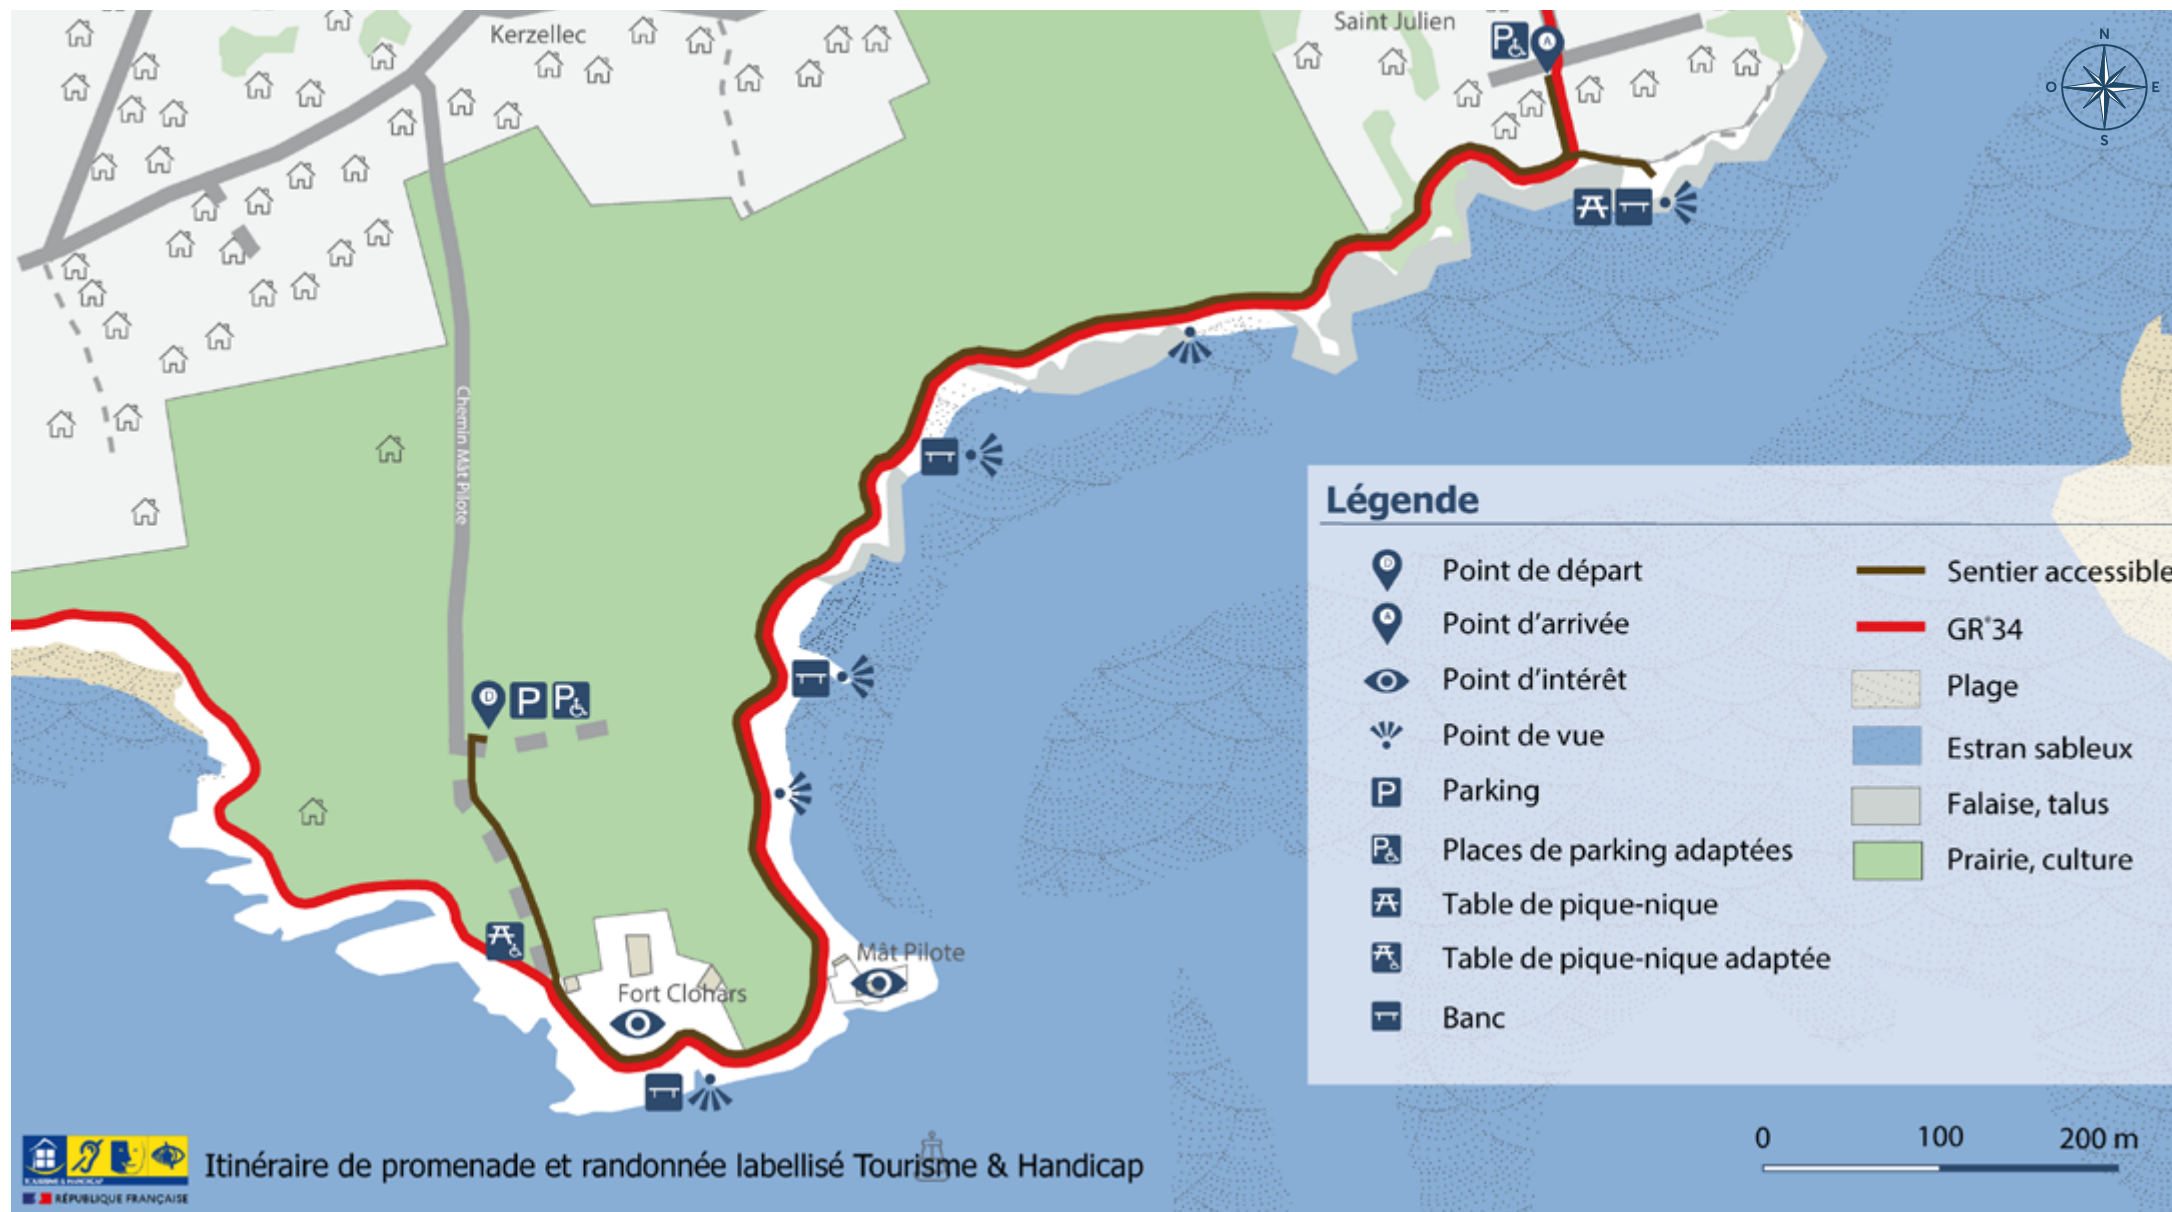 Kerzellec
Saint Julien
P
A
N
O
E
S
Chemin Mât Pilote
D
P
P
Mât Pilote
Fort Clohars
Légende
D
Point de départ
A
Point d'arrivée
Point d'intérêt
Point de vue
P
Parking
P
Places de parking adaptées
Table de pique-nique
Table de pique-nique adaptée
Banc
Sentier accessible
GR°34
Plage
Estran sableux
Falaise, talus
Prairie, culture
0 100 200 m
TOURISME & HANDICAP
RÉPUBLIQUE FRANÇAISE
Itinéraire de promenade et randonnée labellisé Tourisme & Handicap